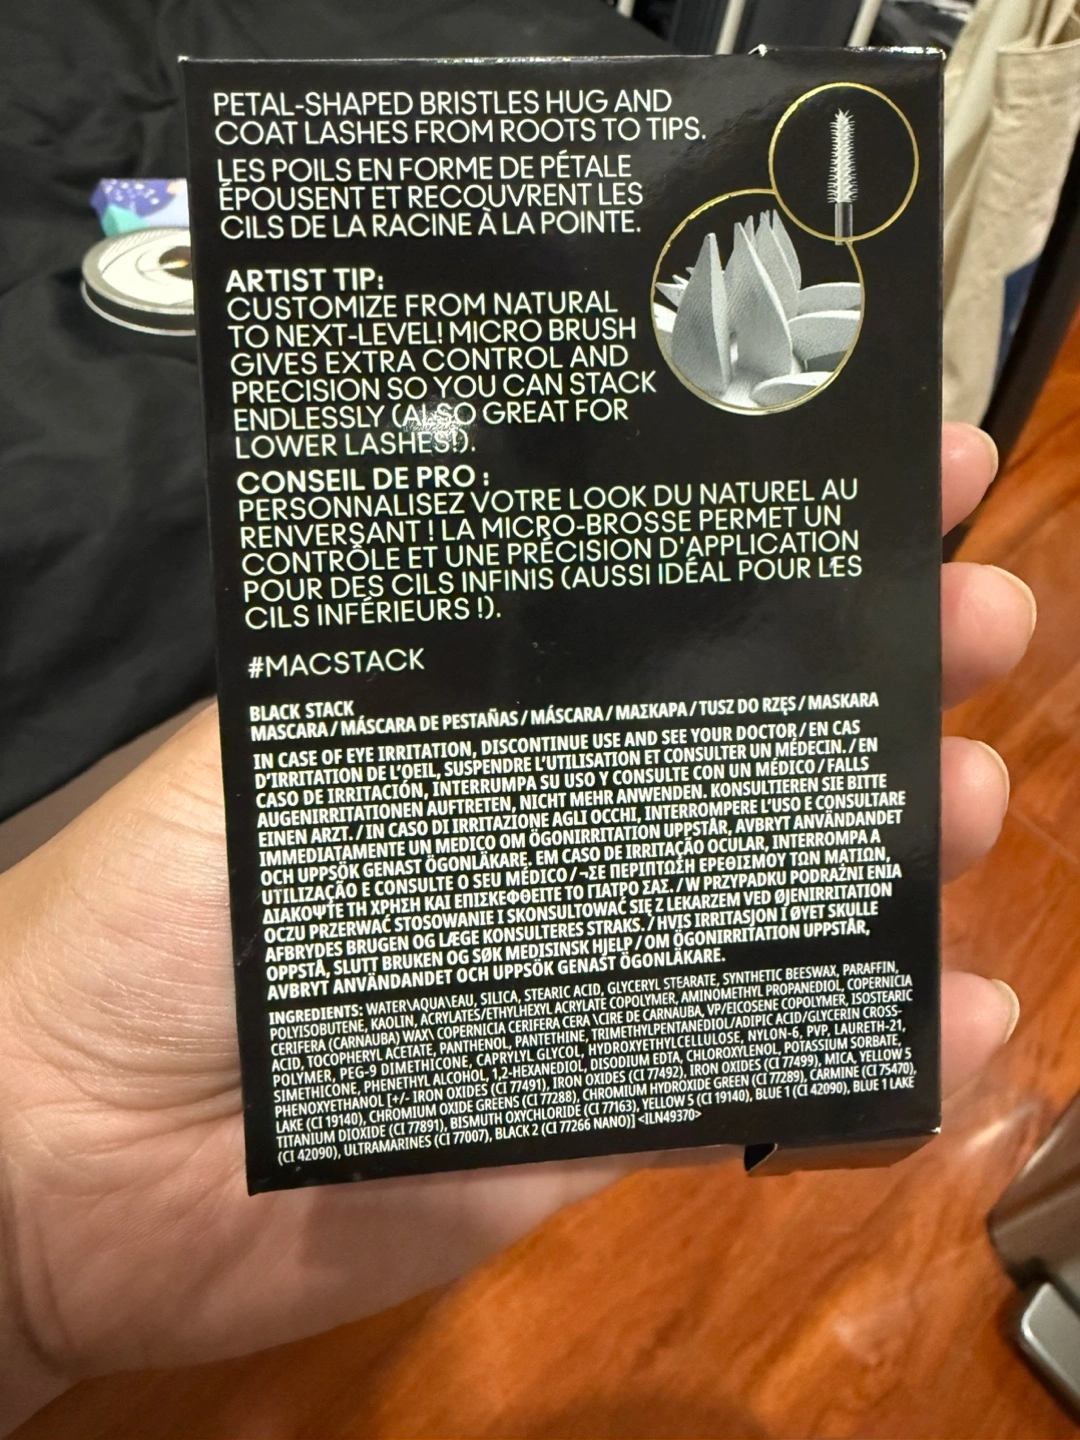 PETAL-SHAPED BRISTLES HUG AND
COAT LASHES FROM ROOTS TO TIPS.
LES POILS EN FORME DE PÉTALE
ÉPOUSENT ET RECOUVRENT LES
CILS DE LA RACINE À LA POINTE.
ARTIST TIP:
CUSTOMIZE FROM NATURAL
TO NEXT-LEVEL! MICRO BRUSH
GIVES EXTRA CONTROL AND
PRECISION SO YOU CAN STACK
ENDLESSLY (ALSO GREAT FOR
LOWER LASHES!).
CONSEIL DE PRO :
PERSONNALISEZ VOTRE LOOK DU NATUREL AU
RENVERSANT ! LA MICRO-BROSSE PERMET UN
CONTRÔLE ET UNE PRÉCISION D'APPLICATION
POUR DES CILS INFINIS (AUSSI IDÉAL POUR LES
CILS INFÉRIEURS !).
#MACSTACK
BLACK STACK
MASCARA / MÁSCARA DE PESTAÑAS / MÁSCARA / ΜΑΣΚΑΡΑ / TUSZ DO RZĘS / MASKARA
IN CASE OF EYE IRRITATION, DISCONTINUE USE AND SEE YOUR DOCTOR / EN CAS
D'IRRITATION DE L'OEIL, SUSPENDRE L'UTILISATION ET CONSULTER UN MÉDECIN. / EN
CASO DE IRRITACIÓN, INTERRUMPA SU USO Y CONSULTE CON UN MÉDICO / FALLS
AUGENIRRITATIONEN AUFTRETEN, NICHT MEHR ANWENDEN. KONSULTIEREN SIE BITTE
EINEN ARZT. / IN CASO DI IRRITAZIONE AGLI OCCHI, INTERROMPERE L'USO E CONSULTARE
IMMEDIATAMENTE UN MEDICO OM ÖGONIRRITATION UPPSTÅR, AVBRYT ANVÄNDANDET
OCH UPPSÖK GENAST ÖGONLÄKARE. EM CASO DE IRRITAÇÃO OCULAR, INTERROMPA A
UTILIZAÇÃO E CONSULTE O SEU MÉDICO / ¬ΣΕ ΠΕΡΙΠΤΩΣΗ ΕΡΕΘΙΣΜΟΥ ΤΩΝ ΜΑΤΙΩΝ,
ΔΙΑΚΟΨΤΕ ΤΗ ΧΡΗΣΗ ΚΑΙ ΕΠΙΣΚΕΦΘΕΙΤΕ ΤΟ ΓΙΑΤΡΟ ΣΑΣ. / W PRZYPADKU PODRAŻNI ENIA
OCZU PRZERWAĆ STOSOWANIE I SKONSULTOWAĆ SIĘ Z LEKARZEM VED ØJENIRRITATION
AFBRYDES BRUGEN OG LÆGE KONSULTERES STRAKS. / HVIS IRRITASJON I ØYET SKULLE
OPPSTÅ, SLUTT BRUKEN OG SØK MEDISINSK HJELP / OM ÖGONIRRITATION UPPSTÅR,
AVBRYT ANVÄNDANDET OCH UPPSÖK GENAST ÖGONLÄKARE.
INGREDIENTS: WATER\AQUA\EAU, SILICA, STEARIC ACID, GLYCERYL STEARATE, SYNTHETIC BEESWAX, PARAFFIN,
POLYISOBUTENE, KAOLIN, ACRYLATES/ETHYLHEXYL ACRYLATE COPOLYMER, AMINOMETHYL PROPANEDIOL, COPERNICIA
CERIFERA (CARNAUBA) WAX\ COPERNICIA CERIFERA CERA \CIRE DE CARNAUBA, VP/EICOSENE COPOLYMER, ISOSTEARIC
ACID, TOCOPHERYL ACETATE, PANTHENOL, PANTETHINE, TRIMETHYLPENTANEDIOL/ADIPIC ACID/GLYCERIN CROSS-
POLYMER, PEG-9 DIMETHICONE, CAPRYLYL GLYCOL, HYDROXYETHYLCELLULOSE, NYLON-6, PVP, LAURETH-21,
SIMETHICONE, PHENETHYL ALCOHOL, 1,2-HEXANEDIOL, DISODIUM EDTA, CHLOROXYLENOL, POTASSIUM SORBATE,
PHENOXYETHANOL [+/- IRON OXIDES (CI 77491), IRON OXIDES (CI 77492), IRON OXIDES (CI 77499), MICA, YELLOW 5
LAKE (CI 19140), CHROMIUM OXIDE GREENS (CI 77288), CHROMIUM HYDROXIDE GREEN (CI 77289), CARMINE (CI 75470),
TITANIUM DIOXIDE (CI 77891), BISMUTH OXYCHLORIDE (CI 77163), YELLOW 5 (CI 19140), BLUE 1 (CI 42090), BLUE 1 LAKE
(CI 42090), ULTRAMARINES (CI 77007), BLACK 2 (CI 77266 NANO)] <ILN49370>